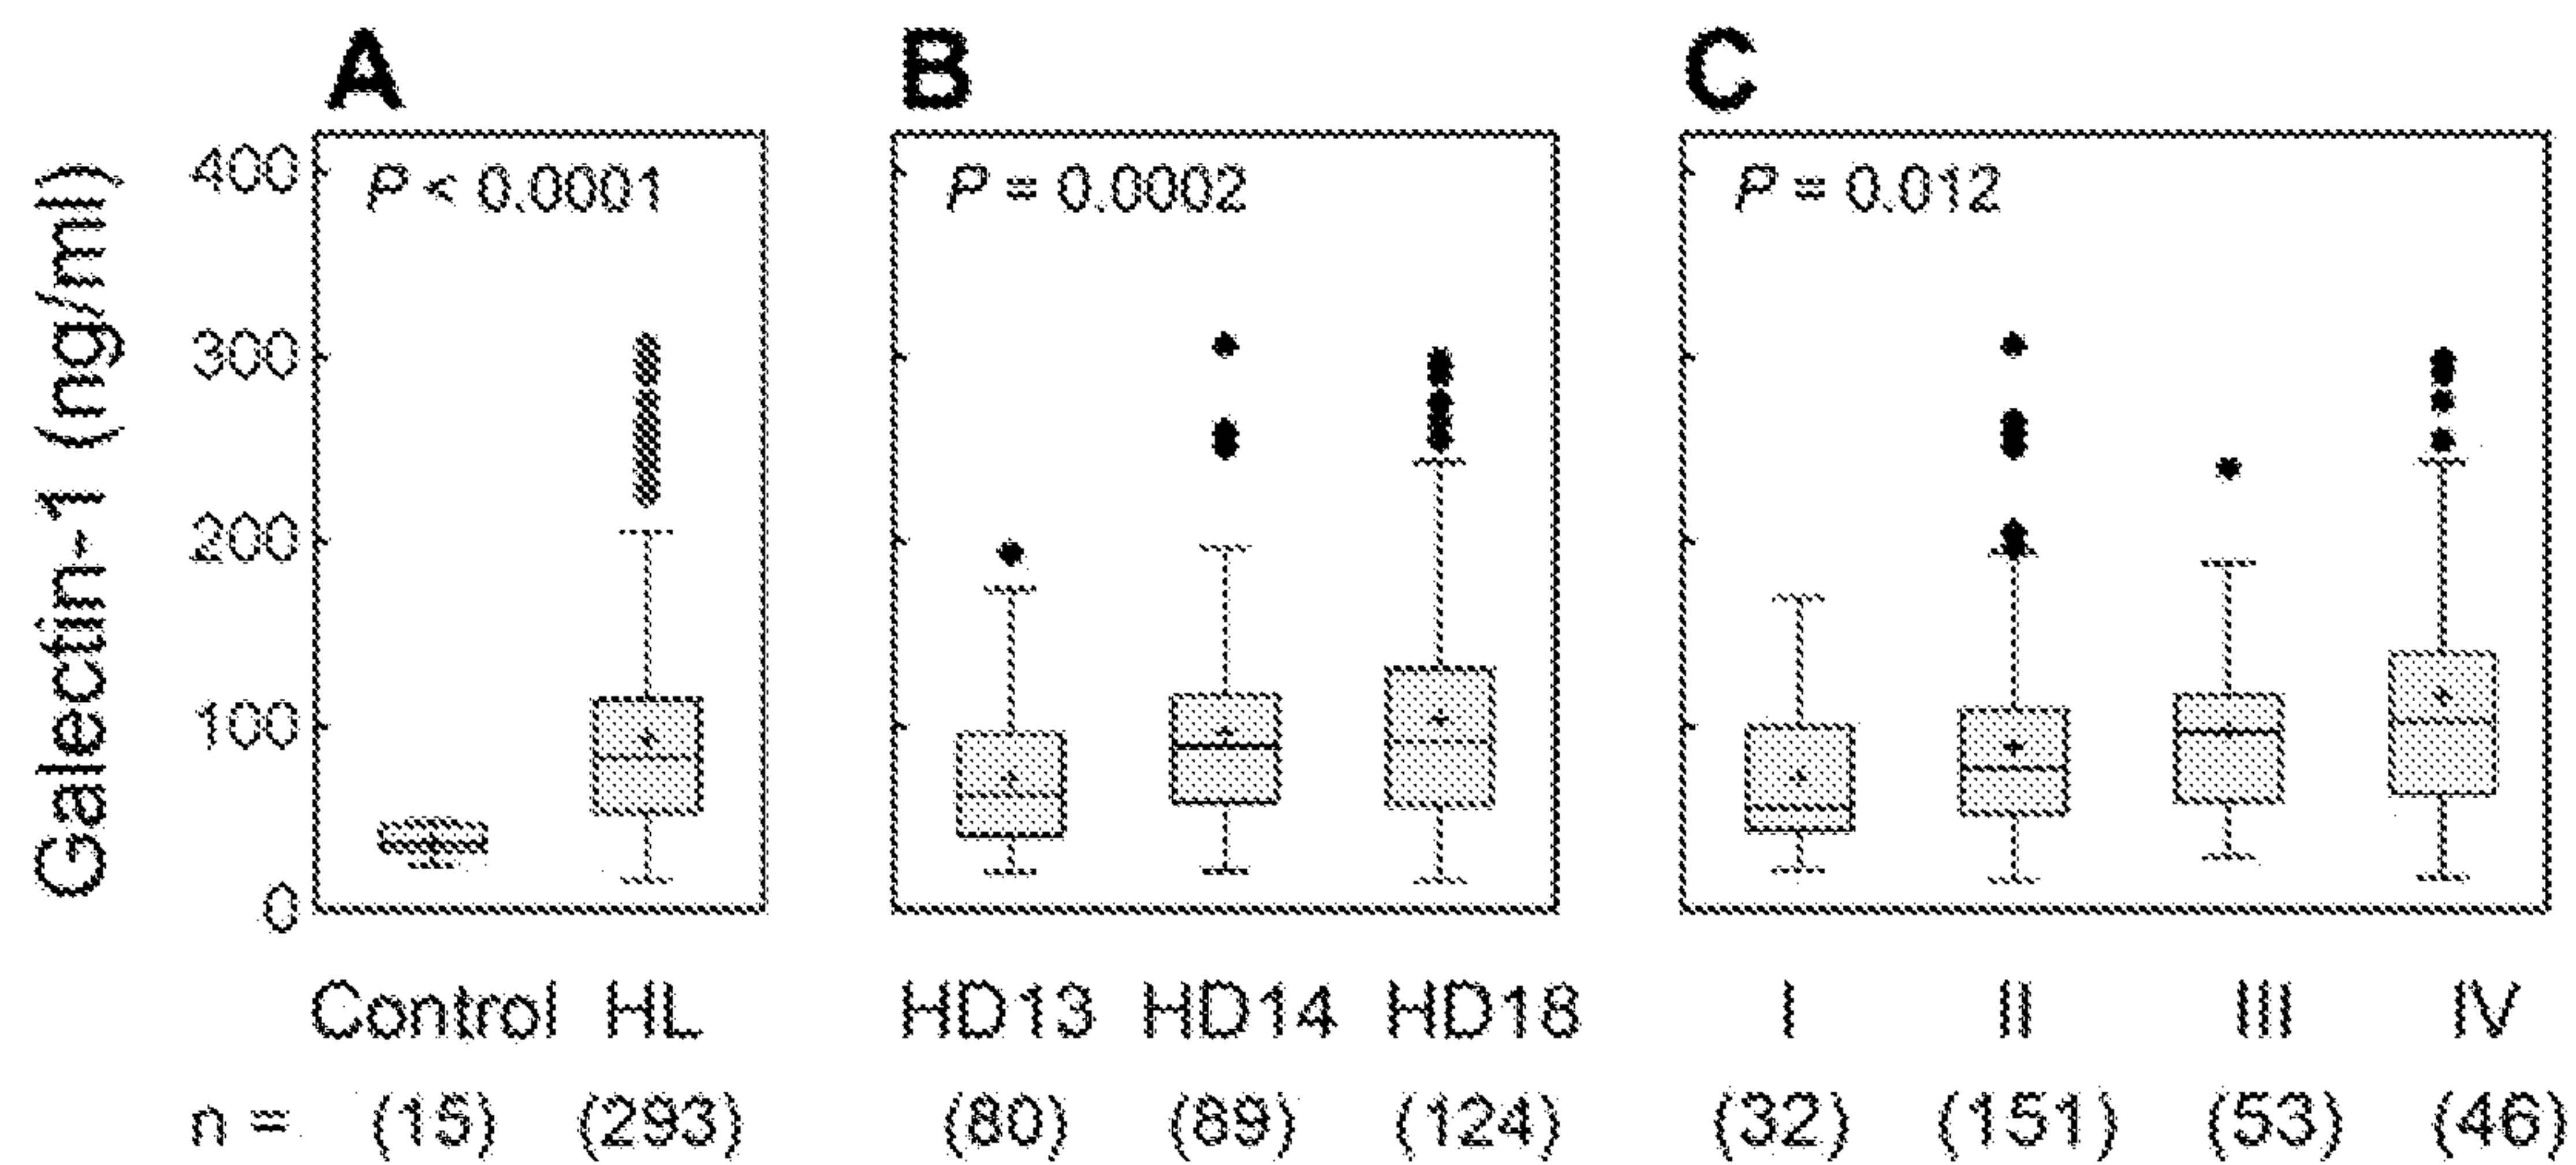 A B C
Galectin-1 (ng/ml)
400
300
200
100
0
P < 0.0001
P = 0.0002
P = 0.012
Control HL HD13 HD14 HD18 I II III IV
n = (15) (293) (80) (89) (124) (32) (151) (53) (46)